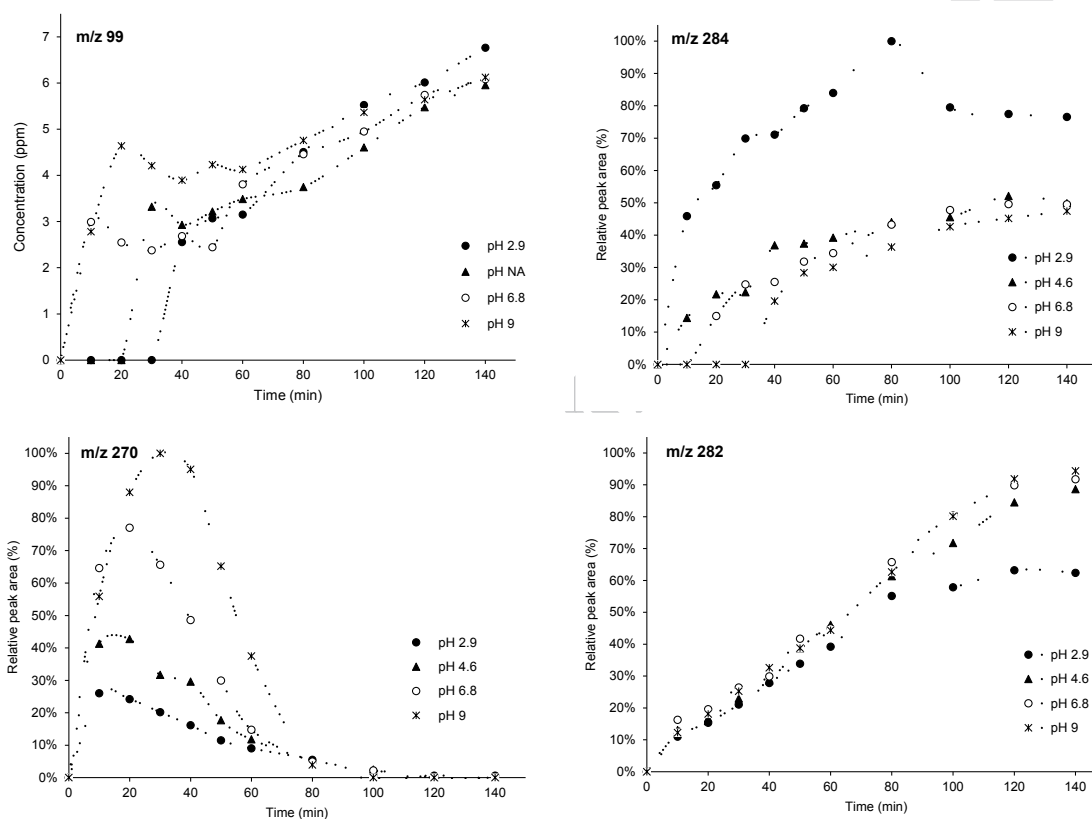 m/z 99
7
6
5
4
3
2
1
0
Concentration (ppm)
0 20 40 60 80 100 120 140
Time (min)
pH 2.9
pH NA
pH 6.8
pH 9
m/z 284
100%
90%
80%
70%
60%
50%
40%
30%
20%
10%
0%
Relative peak area (%)
0 20 40 60 80 100 120 140
Time (min)
pH 2.9
pH 4.6
pH 6.8
pH 9
m/z 270
100%
90%
80%
70%
60%
50%
40%
30%
20%
10%
0%
Relative peak area (%)
0 20 40 60 80 100 120 140
Time (min)
pH 2.9
pH 4.6
pH 6.8
pH 9
m/z 282
100%
90%
80%
70%
60%
50%
40%
30%
20%
10%
0%
Relative peak area (%)
0 20 40 60 80 100 120 140
Time (min)
pH 2.9
pH 4.6
pH 6.8
pH 9